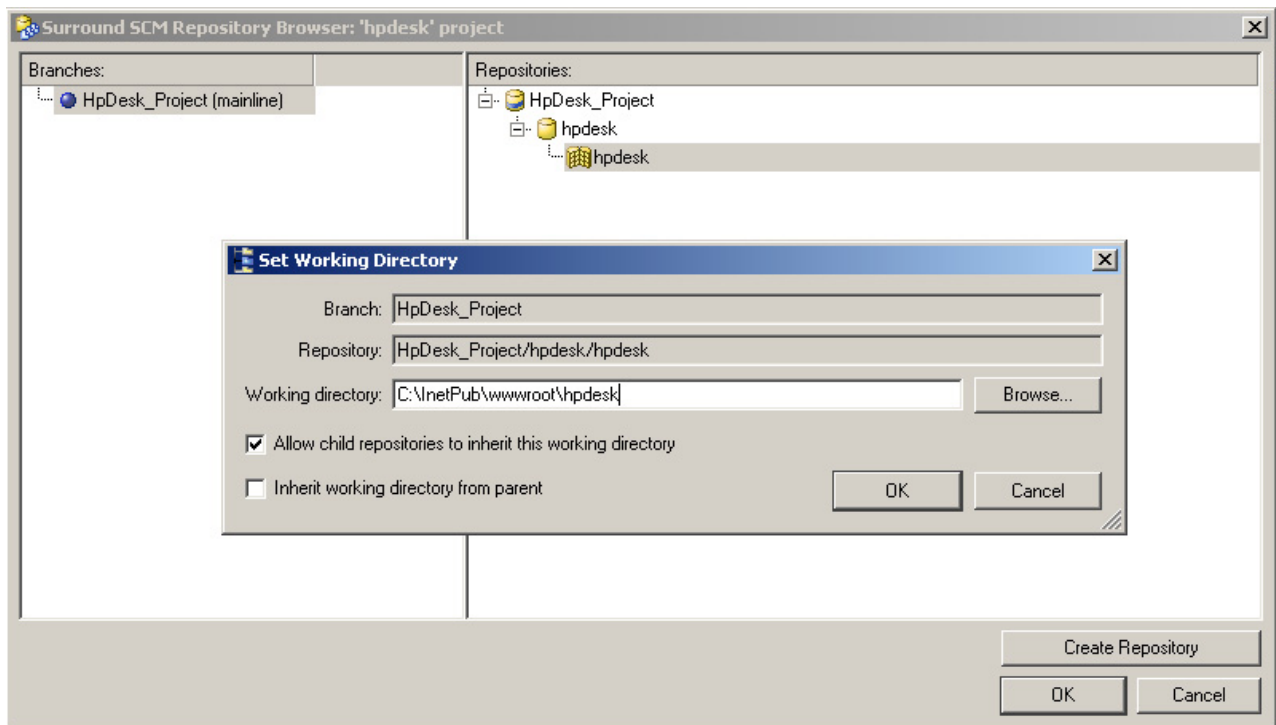 Surround SCM Repository Browser: 'hpdesk' project
Branches:
HpDesk_Project (mainline)
Repositories:
HpDesk_Project
hpdesk
hpdesk
Set Working Directory
Branch: HpDesk_Project
Repository: HpDesk_Project/hpdesk/hpdesk
Working directory: C:\InetPub\wwwroot\hpdesk Browse...
Allow child repositories to inherit this working directory
Inherit working directory from parent
OK Cancel
Create Repository
OK Cancel